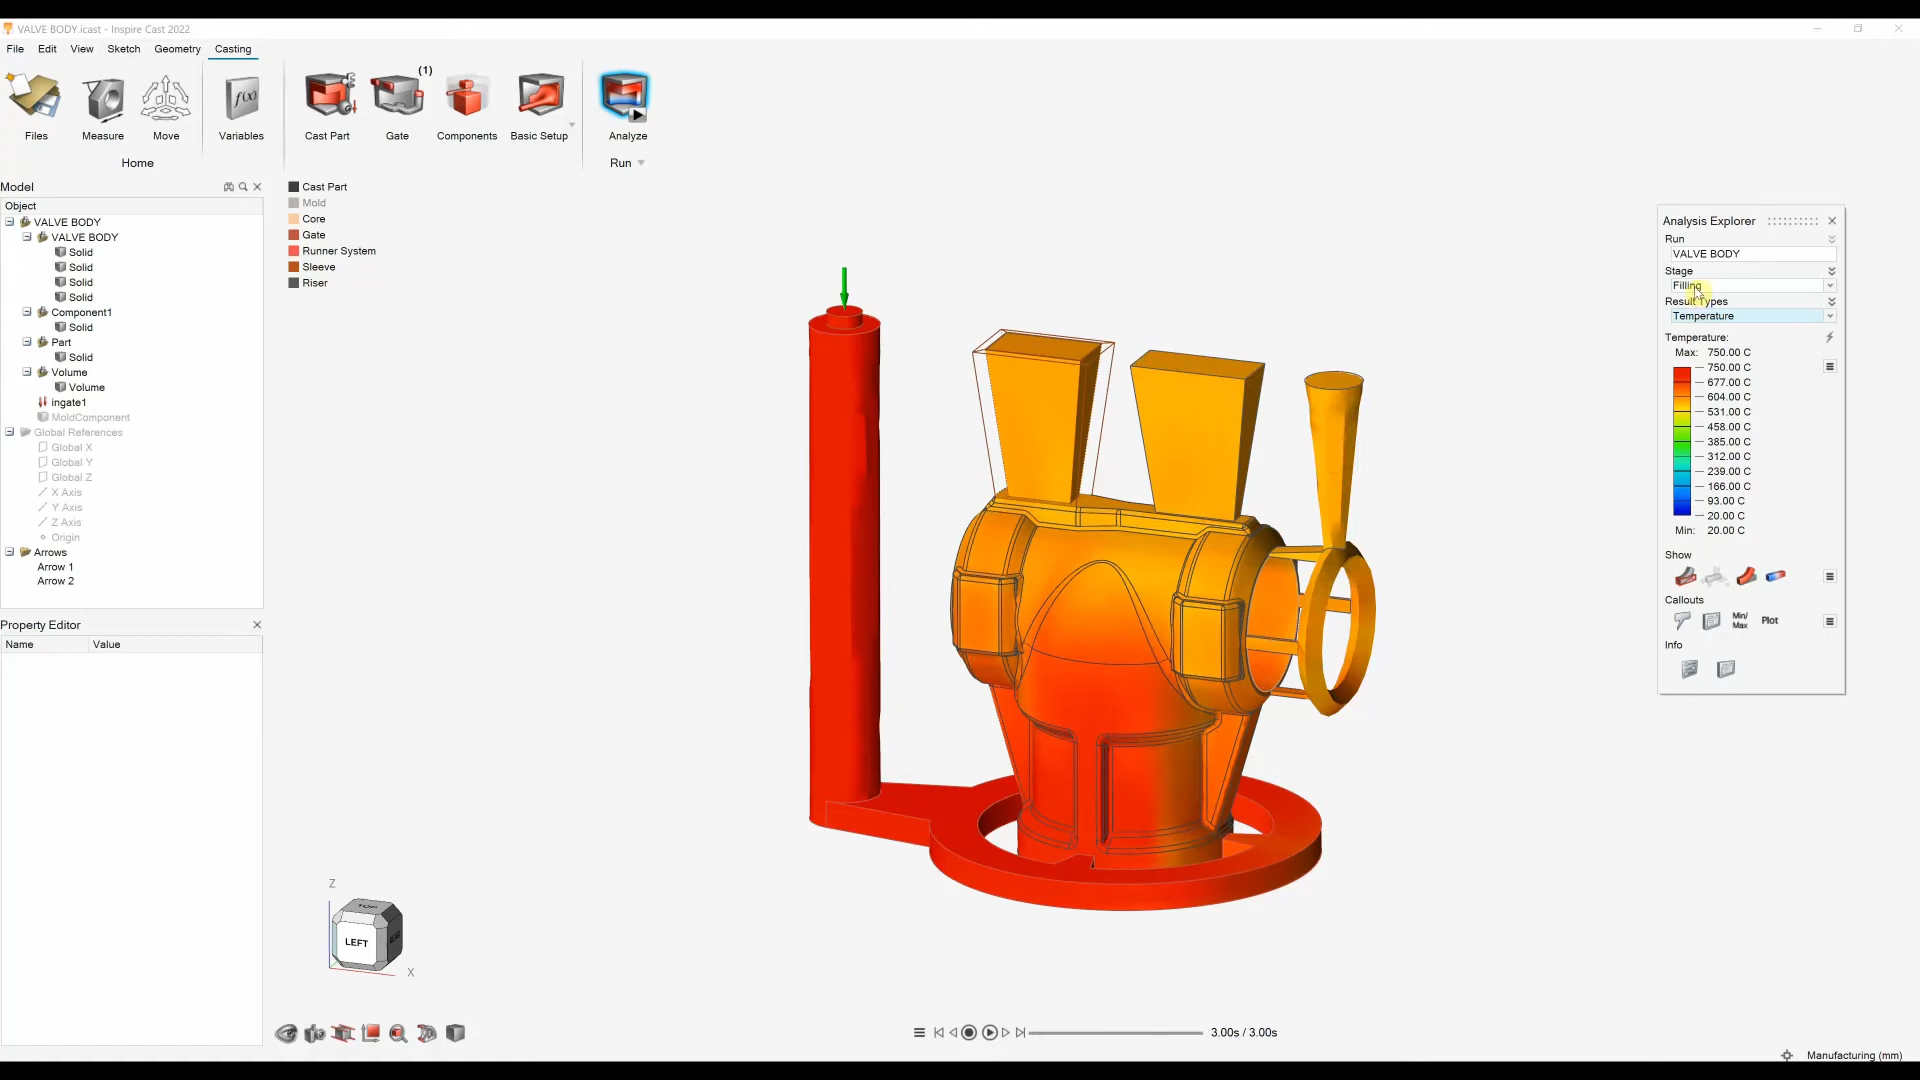 VALVE BODY.icast - Inspire Cast 2022
File Edit View Sketch Geometry Casting
(1)
Files Measure Move Variables Cast Part Gate Components Basic Setup Analyze
Home Run
Model
Object
VALVE BODY
VALVE BODY
Solid
Solid
Solid
Solid
Component1
Solid
Part
Solid
Volume
Volume
ingate1
MoldComponent
Global References
Global X
Global Y
Global Z
X Axis
Y Axis
Z Axis
Origin
Arrows
Arrow 1
Arrow 2
Property Editor
Name Value
Cast Part
Mold
Core
Gate
Runner System
Sleeve
Riser
Analysis Explorer
Run
VALVE BODY
Stage
Filling
Result Types
Temperature
Temperature:
Max: 750.00 C
750.00 C
677.00 C
604.00 C
531.00 C
458.00 C
385.00 C
312.00 C
239.00 C
166.00 C
93.00 C
20.00 C
Min: 20.00 C
Show
Callouts
Min/
Max
Plot
Info
Z
TOP
LEFT
X
3.00s / 3.00s
Manufacturing (mm)